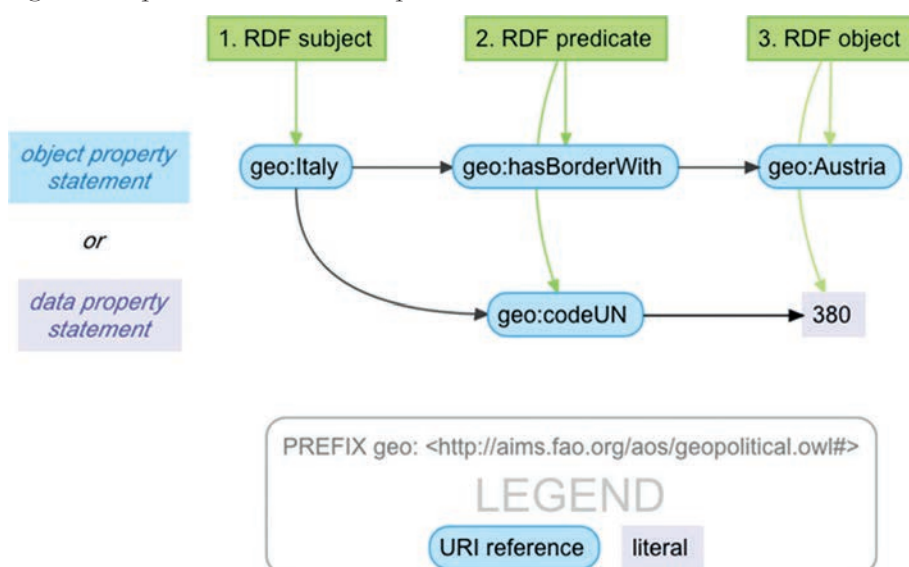 1. RDF subject 2. RDF predicate 3. RDF object
object property
statement
geo:Italy geo:hasBorderWith geo:Austria
or
data property
statement
geo:codeUN 380
PREFIX geo: <http://aims.fao.org/aos/geopolitical.owl#>
LEGEND
URI reference literal